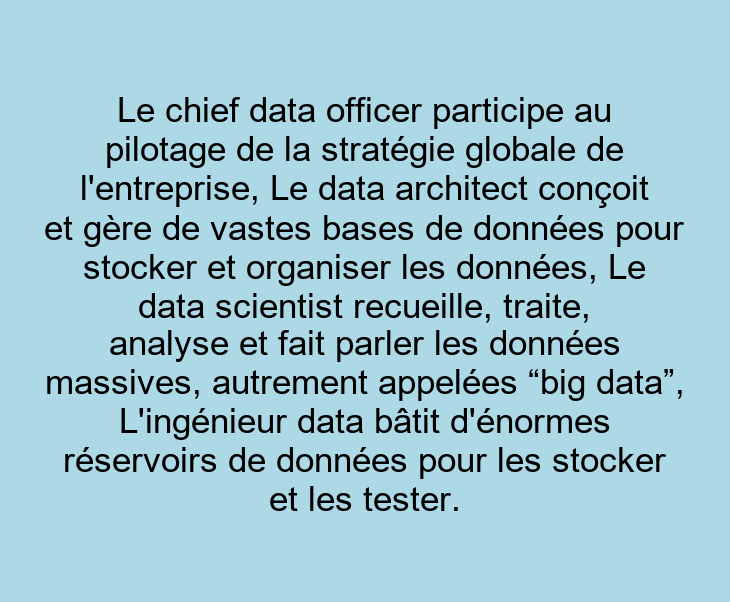 Le chief data officer participe au
pilotage de la stratégie globale de
l'entreprise, Le data architect conçoit
et gère de vastes bases de données pour
stocker et organiser les données, Le
data scientist recueille, traite,
analyse et fait parler les données
massives, autrement appelées “big data”,
L'ingénieur data bâtit d'énormes
réservoirs de données pour les stocker
et les tester.